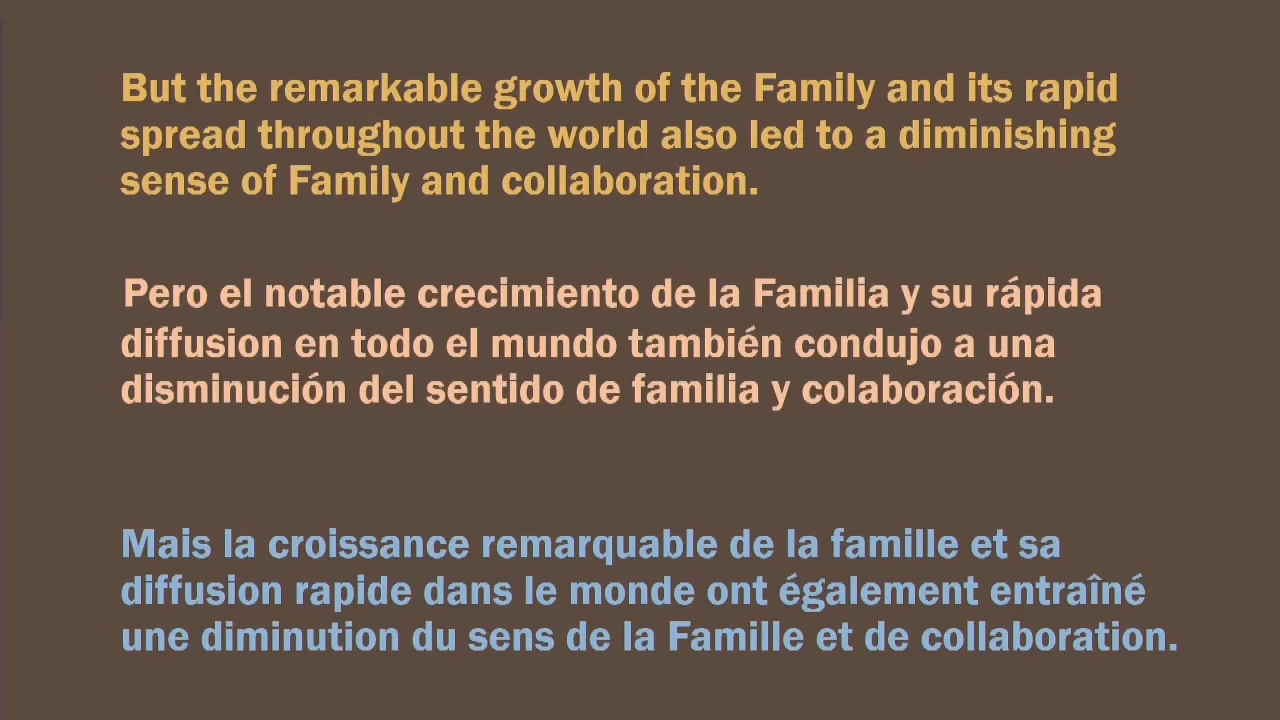 But the remarkable growth of the Family and its rapid
spread throughout the world also led to a diminishing
sense of Family and collaboration.
Pero el notable crecimiento de la Familia y su rápida
diffusion en todo el mundo también condujo a una
disminución del sentido de familia y colaboración.
Mais la croissance remarquable de la famille et sa
diffusion rapide dans le monde ont également entraîné
une diminution du sens de la Famille et de collaboration.